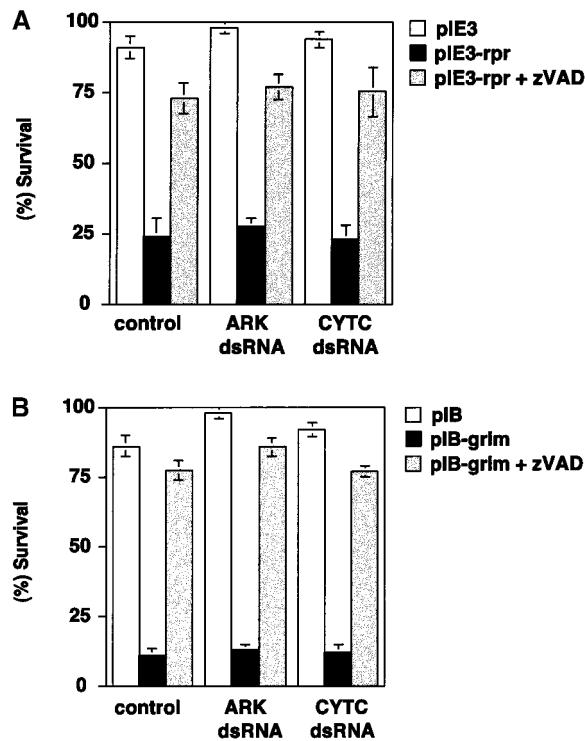 A
100
75
50
25
0
(%) Survival
control
ARK
dsRNA
CYTC
dsRNA
pIE3
pIE3-rpr
pIE3-rpr + zVAD
B
100
75
50
25
0
(%) Survival
control
ARK
dsRNA
CYTC
dsRNA
pIB
pIB-grim
pIB-grim + zVAD